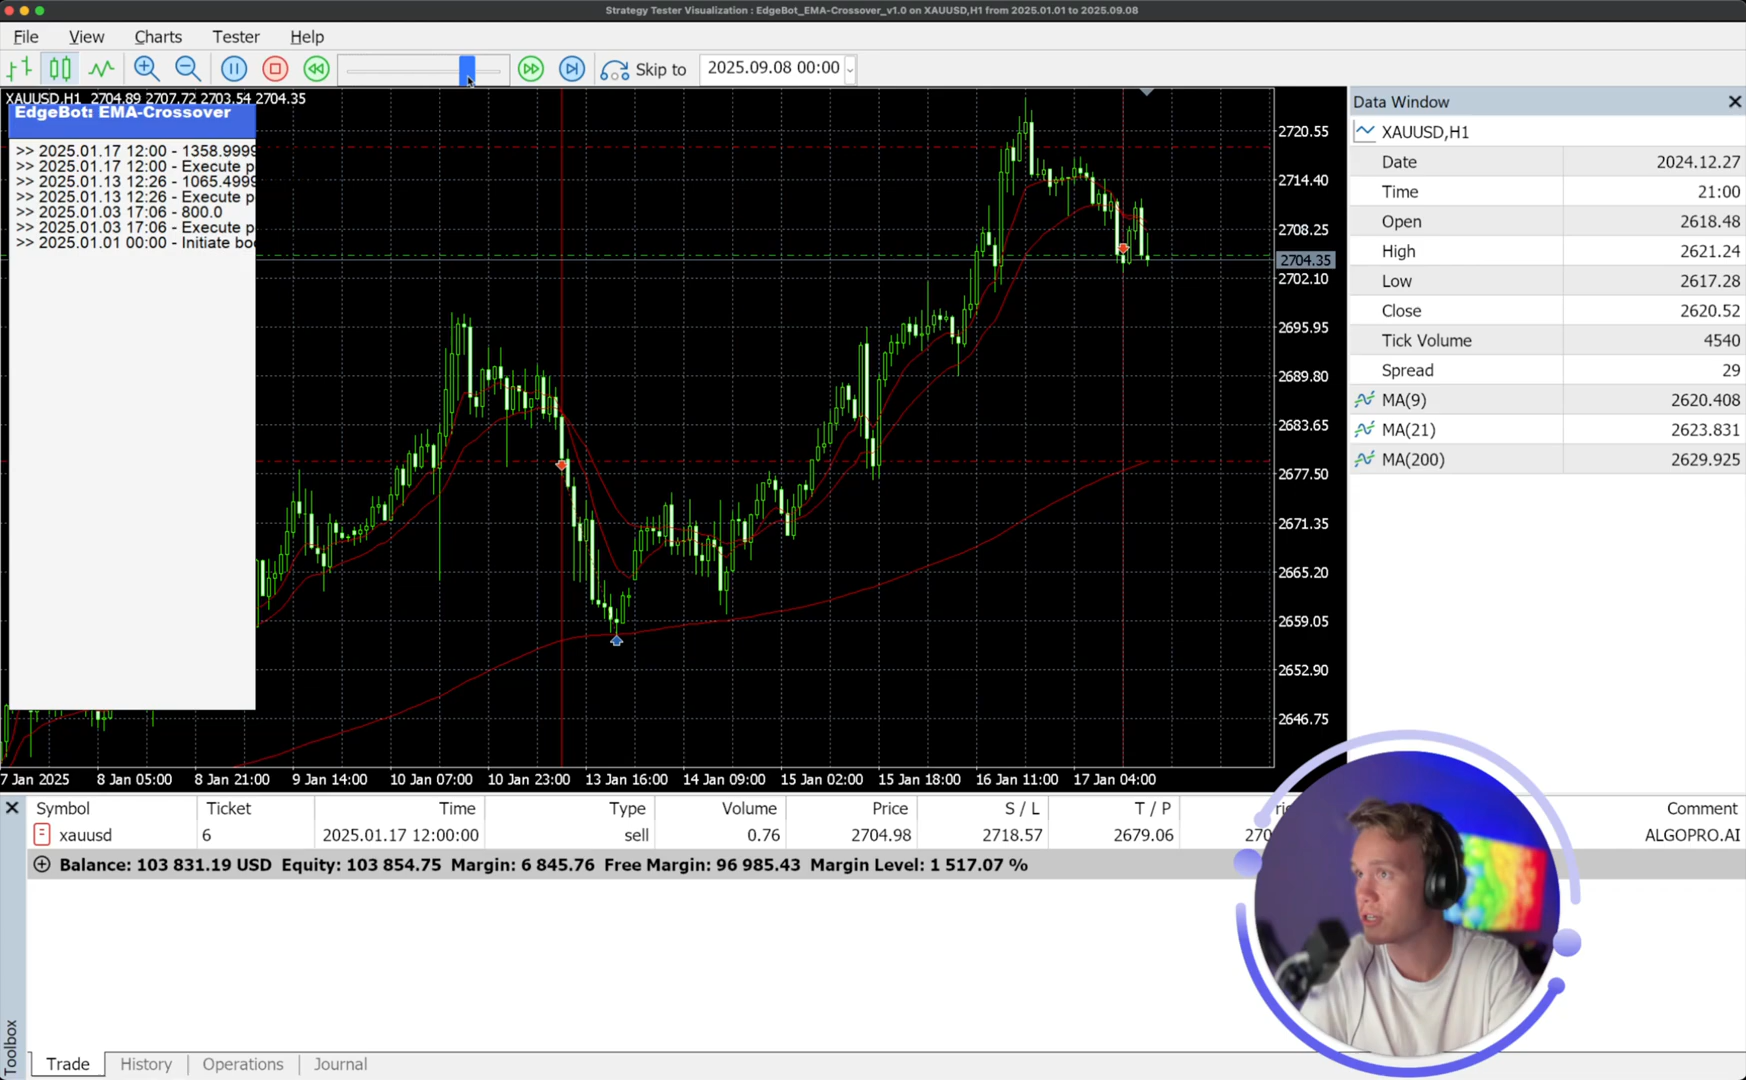 Strategy Tester Visualization : EdgeBot_EMA-Crossover_v1.0 on XAUUSD,H1 from 2025.01.01 to 2025.09.08
File View Charts Tester Help
Skip to 2025.09.08 00:00
XAUUSD,H1 2704.89 2707.72 2703.54 2704.35
EdgeBot: EMA-Crossover
>> 2025.01.17 12:00 - 1358.9999
>> 2025.01.17 12:00 - Execute p
>> 2025.01.13 12:26 - 1065.4999
>> 2025.01.13 12:26 - Execute p
>> 2025.01.03 17:06 - 800.0
>> 2025.01.03 17:06 - Execute p
>> 2025.01.01 00:00 - Initiate bo
2720.55
2714.40
2708.25
2704.35
2702.10
2695.95
2689.80
2683.65
2677.50
2671.35
2665.20
2659.05
2652.90
2646.75
7 Jan 2025 8 Jan 05:00 8 Jan 21:00 9 Jan 14:00 10 Jan 07:00 10 Jan 23:00 13 Jan 16:00 14 Jan 09:00 15 Jan 02:00 15 Jan 18:00 16 Jan 11:00 17 Jan 04:00
Data Window
XAUUSD,H1
Date 2024.12.27
Time 21:00
Open 2618.48
High 2621.24
Low 2617.28
Close 2620.52
Tick Volume 4540
Spread 29
MA(9) 2620.408
MA(21) 2623.831
MA(200) 2629.925
Symbol Ticket Time Type Volume Price S / L T / P Comment
xauusd 6 2025.01.17 12:00:00 sell 0.76 2704.98 2718.57 2679.06 270 ALGOPRO.AI
Balance: 103 831.19 USD Equity: 103 854.75 Margin: 6 845.76 Free Margin: 96 985.43 Margin Level: 1 517.07 %
Toolbox
Trade History Operations Journal